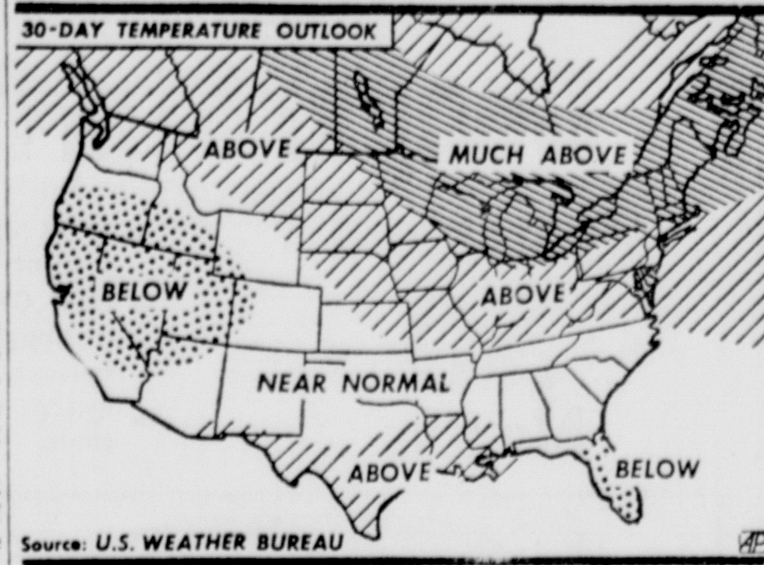 30-DAY TEMPERATURE OUTLOOK
ABOVE
MUCH ABOVE
BELOW
ABOVE
NEAR NORMAL
ABOVE
BELOW
Source: U.S. WEATHER BUREAU
AP